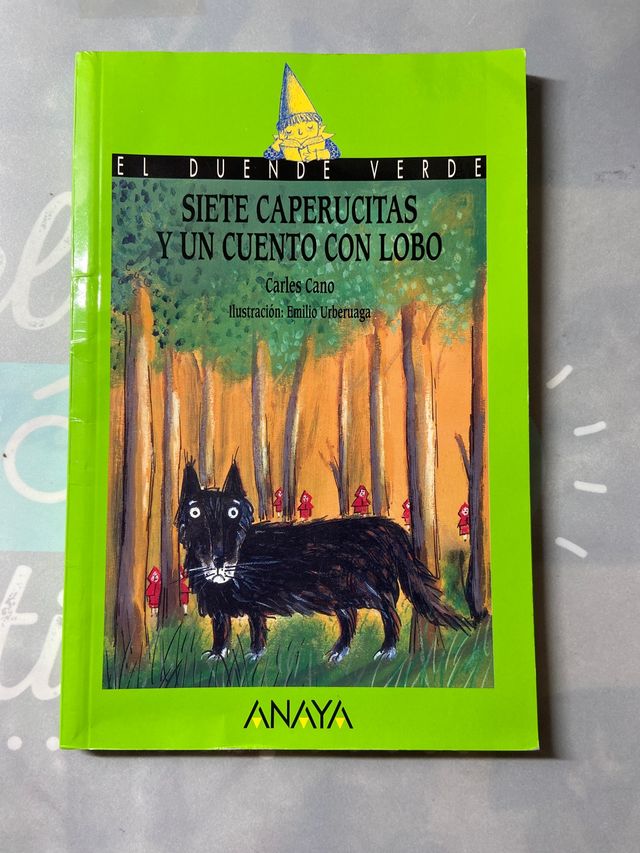 EL DUENDE VERDE
SIETE CAPERUCITAS
Y UN CUENTO CON LOBO
Carles Cano
Ilustración: Emilio Urberuaga
ANAYA